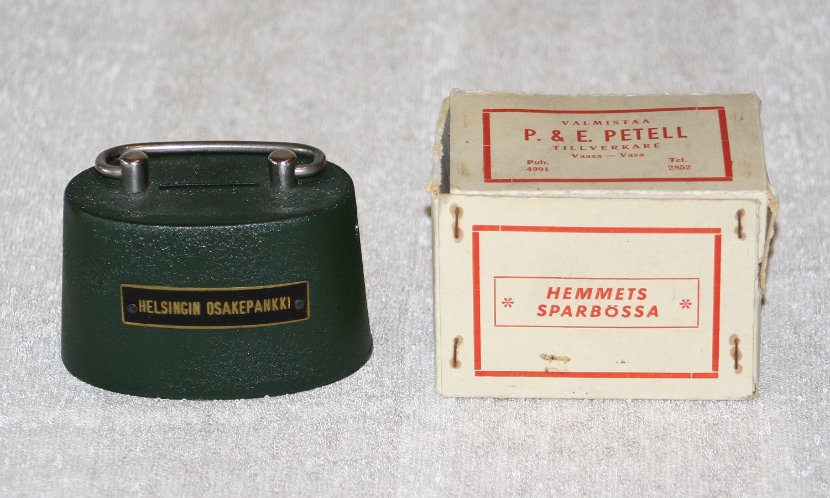 HELSINGIN OSAKEPANKKI
VALMISTAA
P. & E. PETELL
TILLVERKARE
Vaasa — Vasa
Puh. Tel.
4991 2852
HEMMETS
* *
SPARBÖSSA